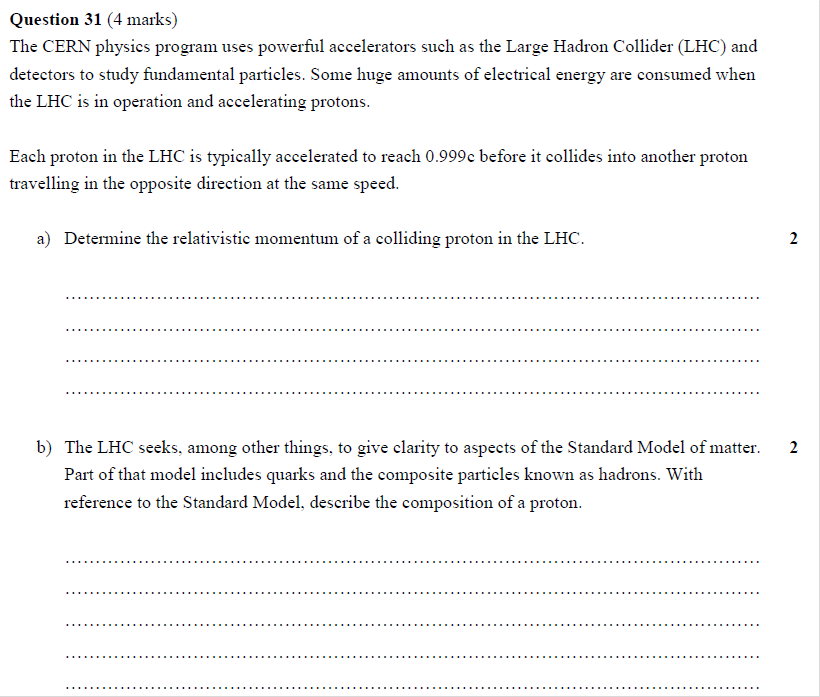 Question 31 (4 marks)
The CERN physics program uses powerful accelerators such as the Large Hadron Collider (LHC) and
detectors to study fundamental particles. Some huge amounts of electrical energy are consumed when
the LHC is in operation and accelerating protons.
Each proton in the LHC is typically accelerated to reach 0.999c before it collides into another proton
travelling in the opposite direction at the same speed.
a) Determine the relativistic momentum of a colliding proton in the LHC. 2
b) The LHC seeks, among other things, to give clarity to aspects of the Standard Model of matter. 2
Part of that model includes quarks and the composite particles known as hadrons. With
reference to the Standard Model, describe the composition of a proton.